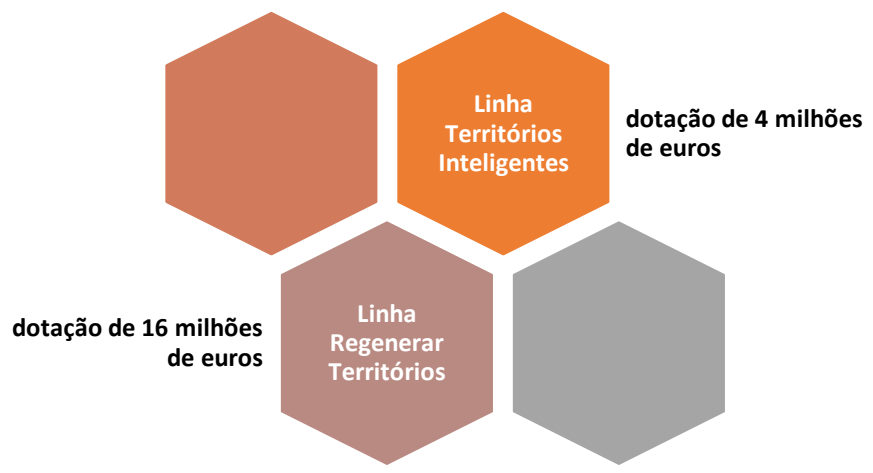 Linha
Territórios
Inteligentes
dotação de 4 milhões
de euros
dotação de 16 milhões
de euros
Linha
Regenerar
Territórios